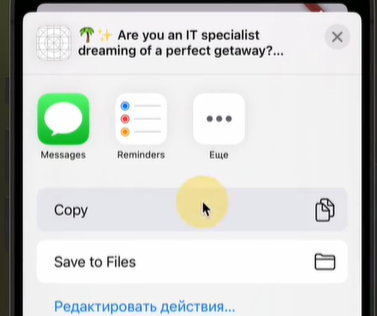 🌴✨ Are you an IT specialist
dreaming of a perfect getaway?...
Messages
Reminders
Еще
Copy
Save to Files
Редактировать действия...